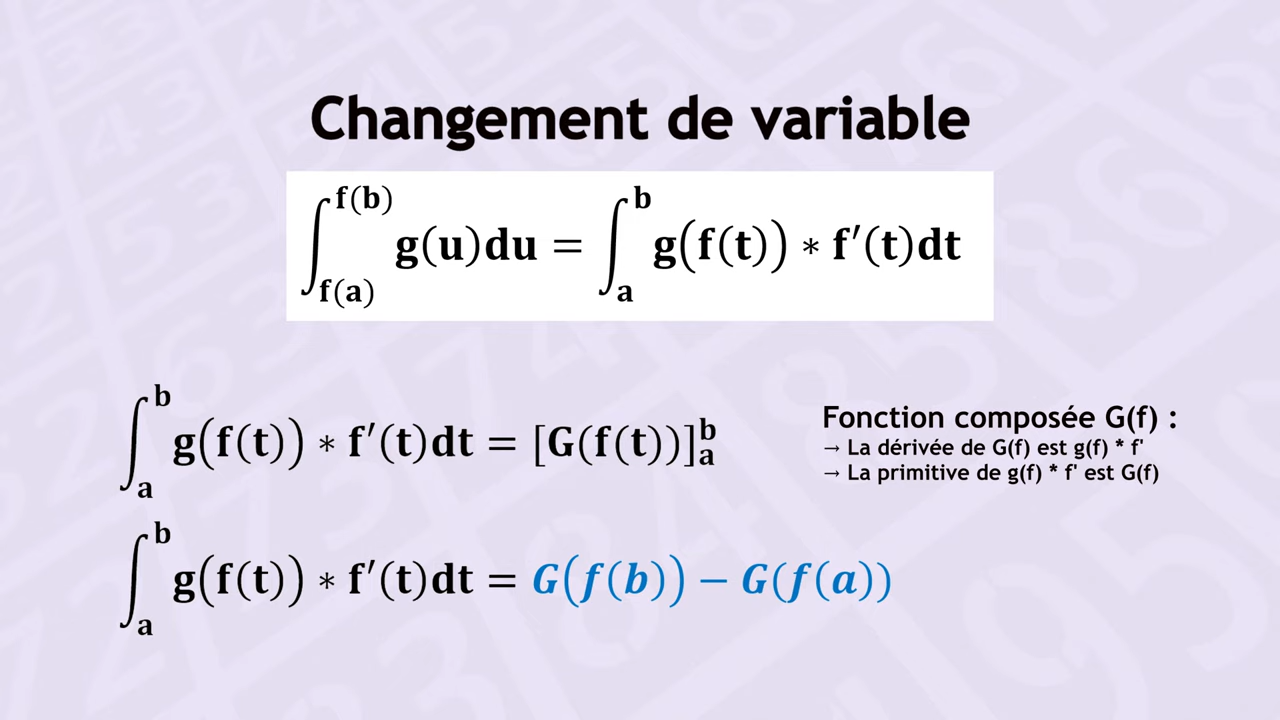 Changement de variable
∫_{f(a)}^{f(b)} g(u)du = ∫_a^b g(f(t)) * f′(t)dt
∫_a^b g(f(t)) * f′(t)dt = [G(f(t))]_a^b
Fonction composée G(f) :
→ La dérivée de G(f) est g(f) * f'
→ La primitive de g(f) * f' est G(f)
∫_a^b g(f(t)) * f′(t)dt = G(f(b)) − G(f(a))